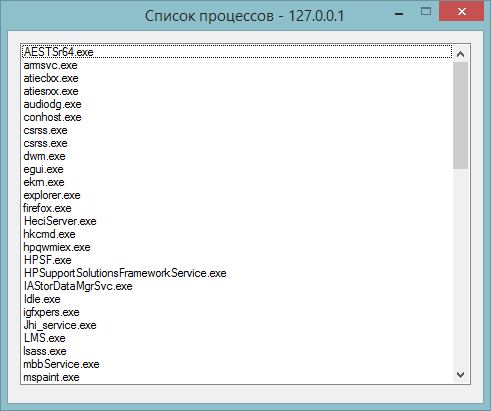 Список процессов - 127.0.0.1
AESTSr64.exe
armsvc.exe
atieclxx.exe
atiesrxx.exe
audiodg.exe
conhost.exe
csrss.exe
csrss.exe
dwm.exe
egui.exe
ekrn.exe
explorer.exe
firefox.exe
HeciServer.exe
hkcmd.exe
hpqwmiex.exe
HPSF.exe
HPSupportSolutionsFrameworkService.exe
IAStorDataMgrSvc.exe
Idle.exe
igfxpers.exe
Jhi_service.exe
LMS.exe
lsass.exe
mbbService.exe
mspaint.exe